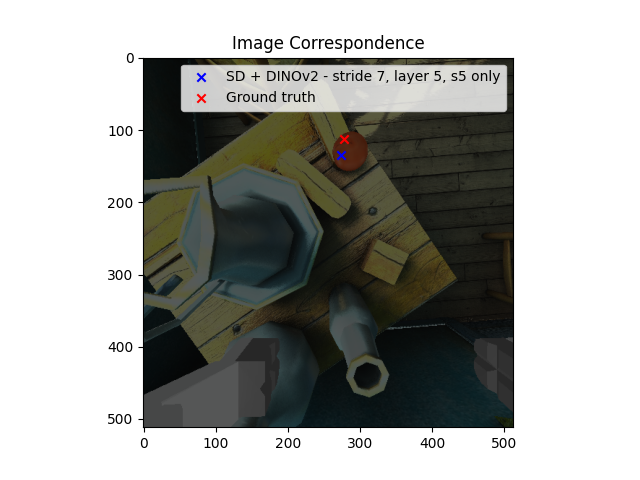 Image Correspondence
SD + DINOv2 - stride 7, layer 5, s5 only
Ground truth
0
100
200
300
400
500
0 100 200 300 400 500